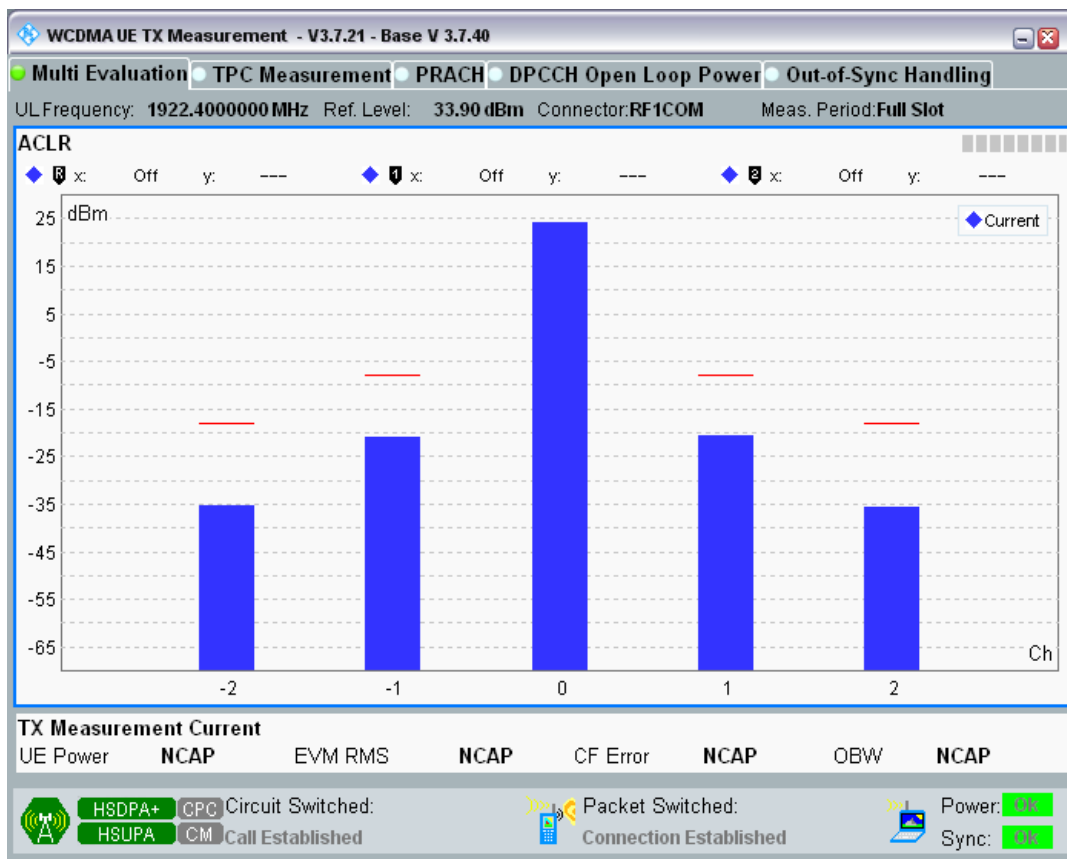 WCDMA UE TX Measurement - V3.7.21 - Base V 3.7.40
Multi Evaluation TPC Measurement PRACH DPCCH Open Loop Power Out-of-Sync Handling
UL Frequency: 1922.4000000 MHz Ref. Level: 33.90 dBm Connector:RF1COM Meas. Period:Full Slot
ACLR
R x: Off y: --- 1 x: Off y: --- 2 x: Off y: ---
dBm
Current
25
15
5
-5
-15
-25
-35
-45
-55
-65
Ch
-2 -1 0 1 2
TX Measurement Current
UE Power NCAP EVM RMS NCAP CF Error NCAP OBW NCAP
HSDPA+ CPC Circuit Switched: Packet Switched: Power: OK
HSUPA CM Call Established Connection Established Sync: OK